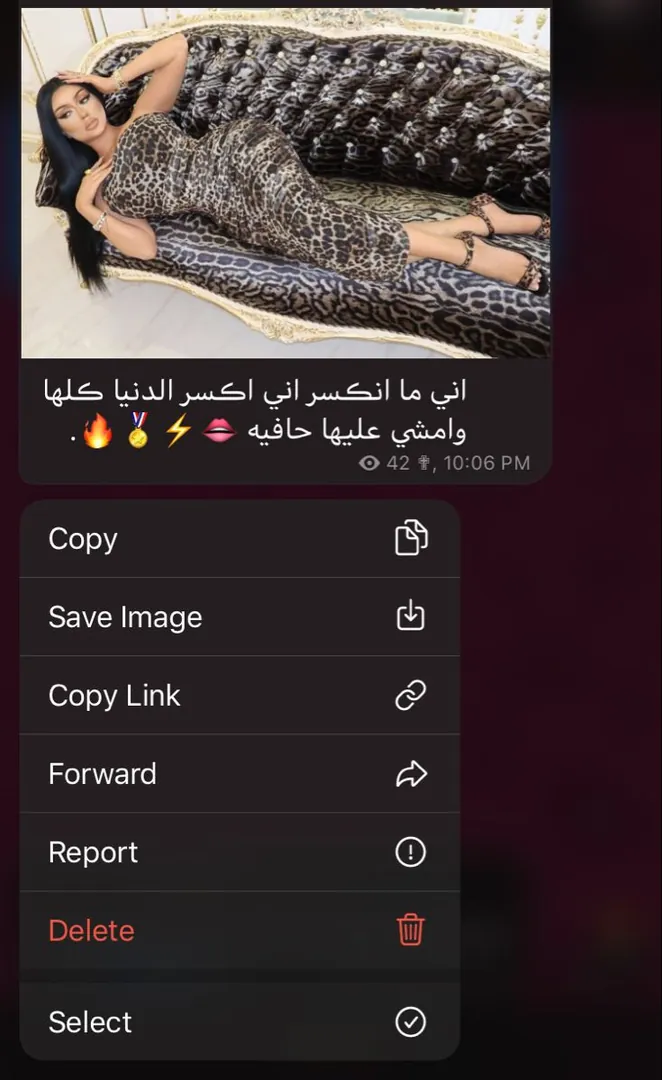 اني ما انكسر اني اكسر الدنيا كلها
وامشي عليها حافيه 💋⚡🏅🔥.
42 ✟, 10:06 PM
Copy
Save Image
Copy Link
Forward
Report
Delete
Select